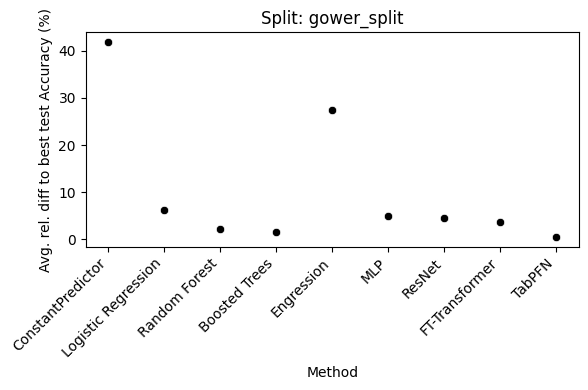 Split: gower_split
Avg. rel. diff to best test Accuracy (%)
40
30
20
10
0
ConstantPredictor
Logistic Regression
Random Forest
Boosted Trees
Engression
MLP
ResNet
FT-Transformer
TabPFN
Method